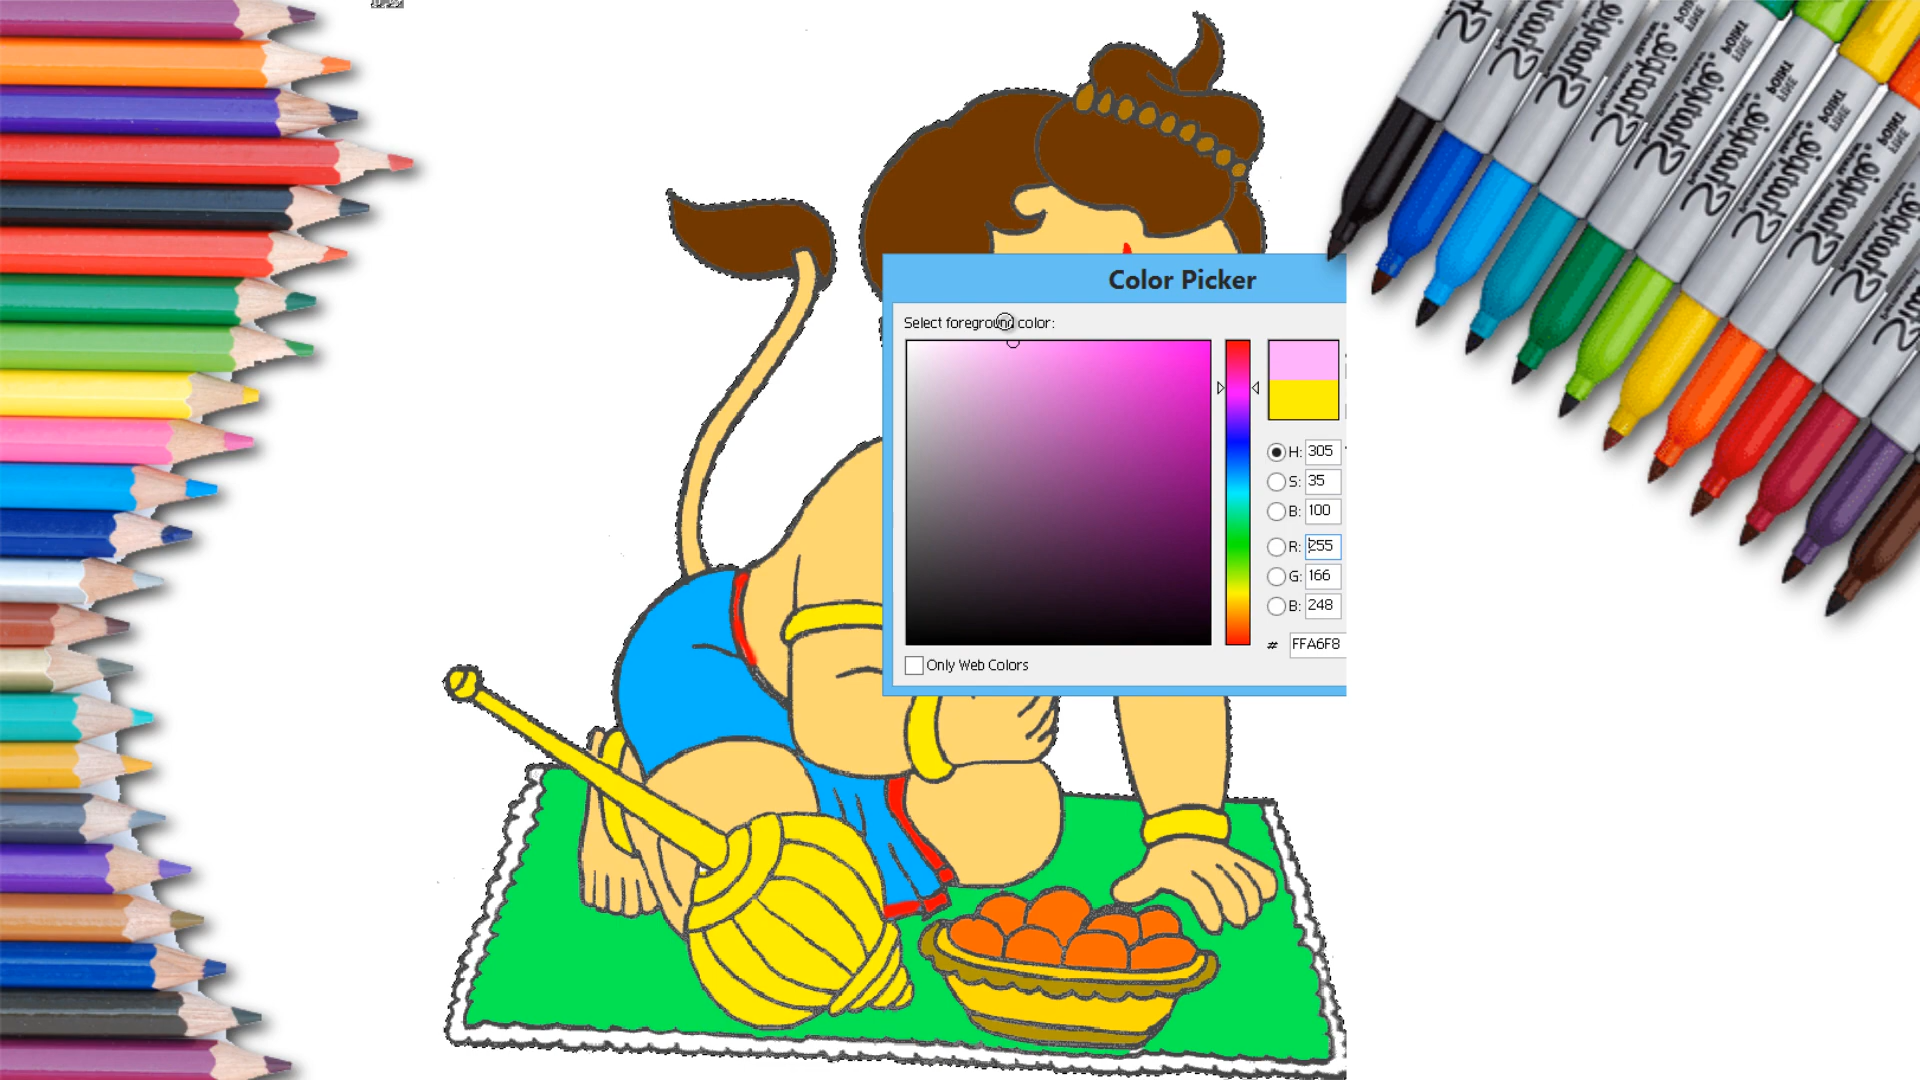 Color Picker
Select foreground color:
H: 305
S: 35
B: 100
R: 255
G: 166
B: 248
# FFA6F8
Only Web Colors